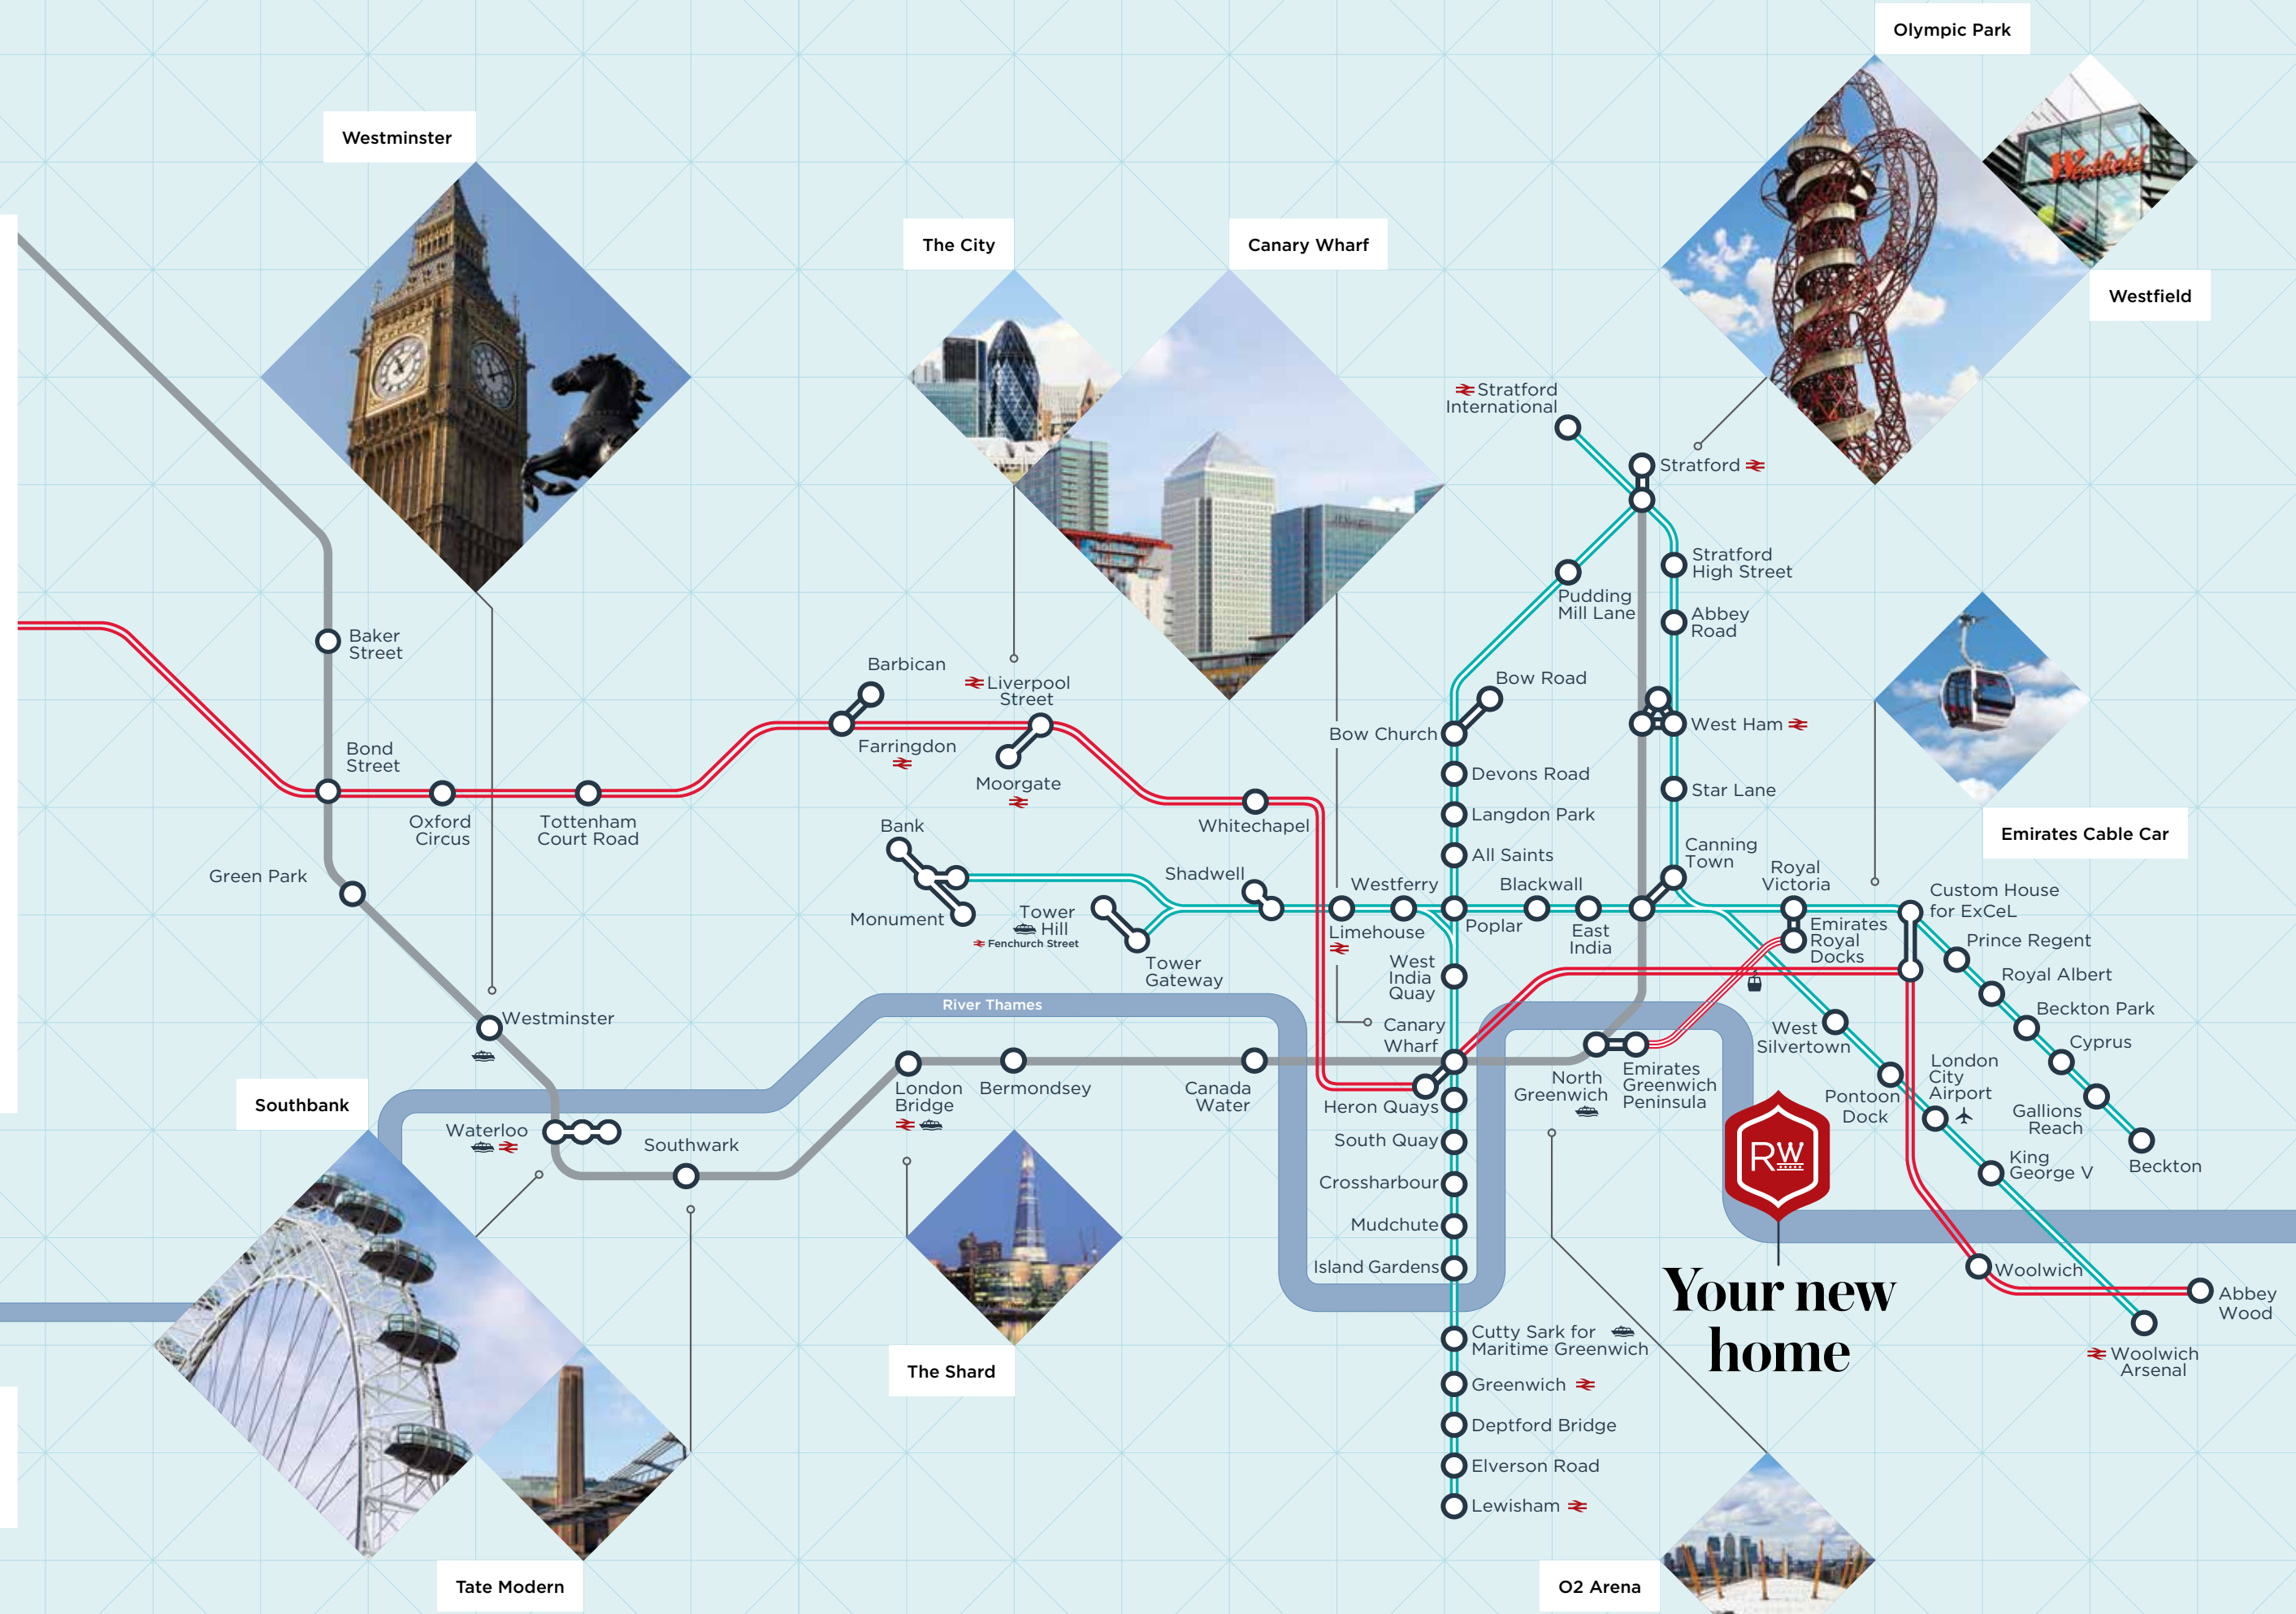 Olympic Park
Westminster
Westfield
The City
Canary Wharf
Westfield
Stratford
International
Stratford
Stratford
High Street
Pudding
Mill Lane
Abbey
Road
Baker
Street
Barbican
Liverpool
Street
Bow Road
Bow Church
West Ham
Bond
Street
Farringdon
Moorgate
Devons Road
Star Lane
Oxford
Circus
Tottenham
Court Road
Whitechapel
Langdon Park
Emirates Cable Car
Bank
All Saints
Canning
Town
Green Park
Shadwell
Westferry
Blackwall
Royal
Victoria
Custom House
for ExCeL
Monument
Tower
Hill
Fenchurch Street
Limehouse
Poplar
East
India
Emirates
Royal
Docks
Prince Regent
Tower
Gateway
West
India
Quay
Royal Albert
River Thames
Beckton Park
Westminster
Canary
Wharf
West
Silvertown
Cyprus
London
Bridge
Bermondsey
Canada
Water
North
Greenwich
Emirates
Greenwich
Peninsula
London
City
Airport
Pontoon
Dock
Gallions
Reach
Southbank
Heron Quays
Waterloo
Southwark
South Quay
RW
Beckton
Crossharbour
King
George V
Mudchute
Island Gardens
Woolwich
Your new
home
Abbey
Wood
Cutty Sark for
Maritime Greenwich
Woolwich
Arsenal
The Shard
Greenwich
Deptford Bridge
Elverson Road
Lewisham
Tate Modern
O2 Arena